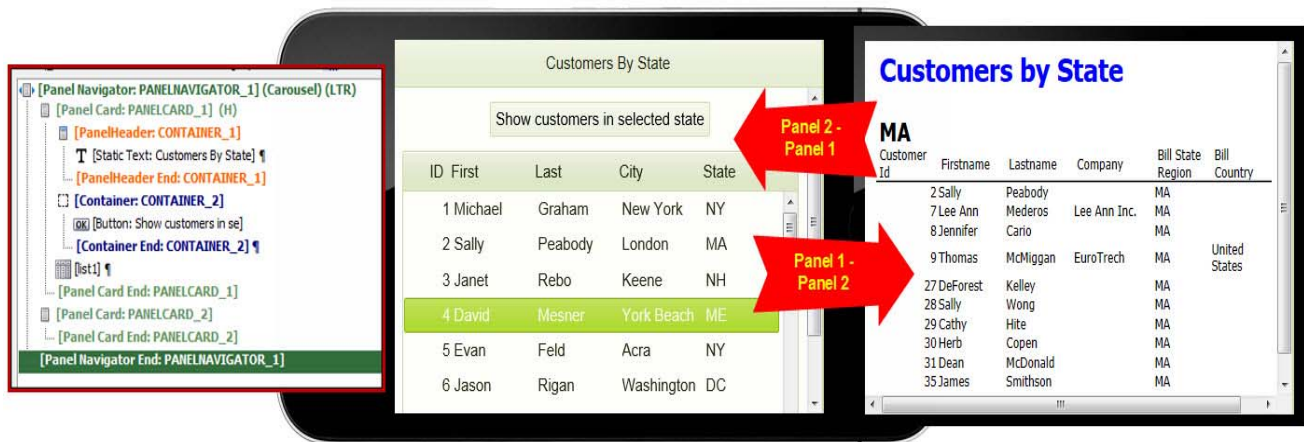 [Panel Navigator: PANELNAVIGATOR_1] (Carousel) (LTR)
[Panel Card: PANELCARD_1] (H)
[PanelHeader: CONTAINER_1]
T [Static Text: Customers By State] ¶
[PanelHeader End: CONTAINER_1]
[Container: CONTAINER_2]
OK [Button: Show customers in se]
[Container End: CONTAINER_2] ¶
[list1] ¶
[Panel Card End: PANELCARD_1]
[Panel Card: PANELCARD_2]
[Panel Card End: PANELCARD_2]
[Panel Navigator End: PANELNAVIGATOR_1]
Customers By State
Show customers in selected state
ID First Last City State
1 Michael Graham New York NY
2 Sally Peabody London MA
3 Janet Rebo Keene NH
4 David Mesner York Beach ME
5 Evan Feld Acra NY
6 Jason Rigan Washington DC
Panel 2 -
Panel 1
Panel 1 -
Panel 2
Customers by State
MA
Customer Id Firstname Lastname Company Bill State Region Bill Country
2 Sally Peabody MA
7 Lee Ann Mederos Lee Ann Inc. MA
8 Jennifer Cario MA
9 Thomas McMiggan EuroTrech MA United States
27 DeForest Kelley MA
28 Sally Wong MA
29 Cathy Hite MA
30 Herb Copen MA
31 Dean McDonald MA
35 James Smithson MA